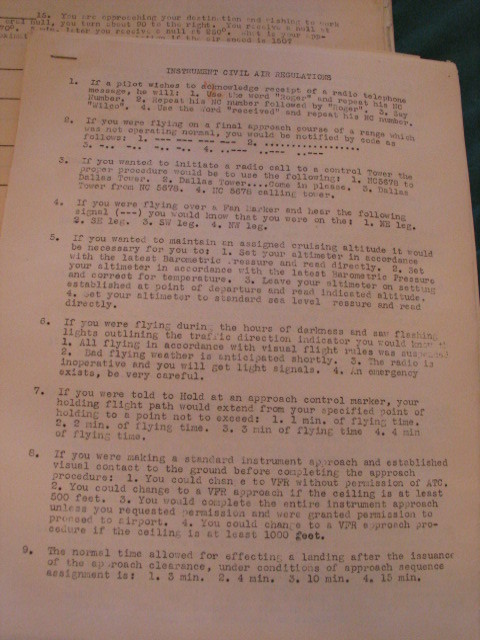 15. You are approaching your destination and wishing to make
INSTRUMENT CIVIL AIR REGULATIONS
1. If a pilot wishes to acknowledge receipt of a radio telephone
message, he will: 1. Use the word "Roger" and repeat his NC
Number. 2. Repeat his NC number followed by "Roger". 3. Say
"Wilco". 4. Use the word "received" and repeat his NC number.
2. If you were flying on a final approach course of a range which
was not operating normal, you would be notified by code as
3. If you wanted to initiate a radio call to a control Tower the
proper procedure would be to use the following: 1. NC5678 to
Dallas Tower. 2. Dallas Tower....Come in please. 3. Dallas
Tower from NC 5678. 4. NC 5678 calling tower.
4. If you were flying over a Fan Marker and hear the following
signal (---) you would know that you were on the: 1. NE leg.
2. SE leg. 3. SW leg. 4. NW leg.
5. If you wanted to maintain an assigned cruising altitude it would
be necessary for you to: 1. Set your altimeter in accordance
with the latest Barometric ressure and read directly. 2. Set
your altimeter in accordance with the latest Barometric Pressure
and correct for temperature. 3. Leave your altimeter on setting
established at point of departure and read indicated altitude.
4. Set your altimeter to standard sea level ressure and read
directly.
6. If you were flying during the hours of darkness and saw flashing
lights outlining the traffic direction indicator you would know
1. All flying in accordance with visual flight rules was
2. Bad flying weather is anticipated shortly. 3. The radio is
inoperative and you will get light signals. 4. An emergency
exists, be very careful.
7. If you were told to Hold at an approach control marker, your
holding flight path would extend from your specified point of
holding to a point not to exceed: 1. 1 min. of flying time.
2. 2 min. of flying time. 3. 3 min of flying time 4. 4 min
of flying time.
8. If you were making a standard instrument approach and established
visual contact to the ground before completing the approach
procedure: 1. You could chan e to VFR without permission of ATC.
2. You could change to a VFR approach if the ceiling is at least
500 feet. 3. You would complete the entire instrument approach
unless you requested permission and were granted permission to
proceed to airport. 4. You could change to a VFR approach pro-
cedure if the ceiling is at least 1000 feet.
9. The normal time allowed for effecting a landing after the issuance
of the approach clearance, under conditions of approach sequence
assignment is: 1. 3 min. 2. 4 min. 3. 10 min. 4. 15 min.